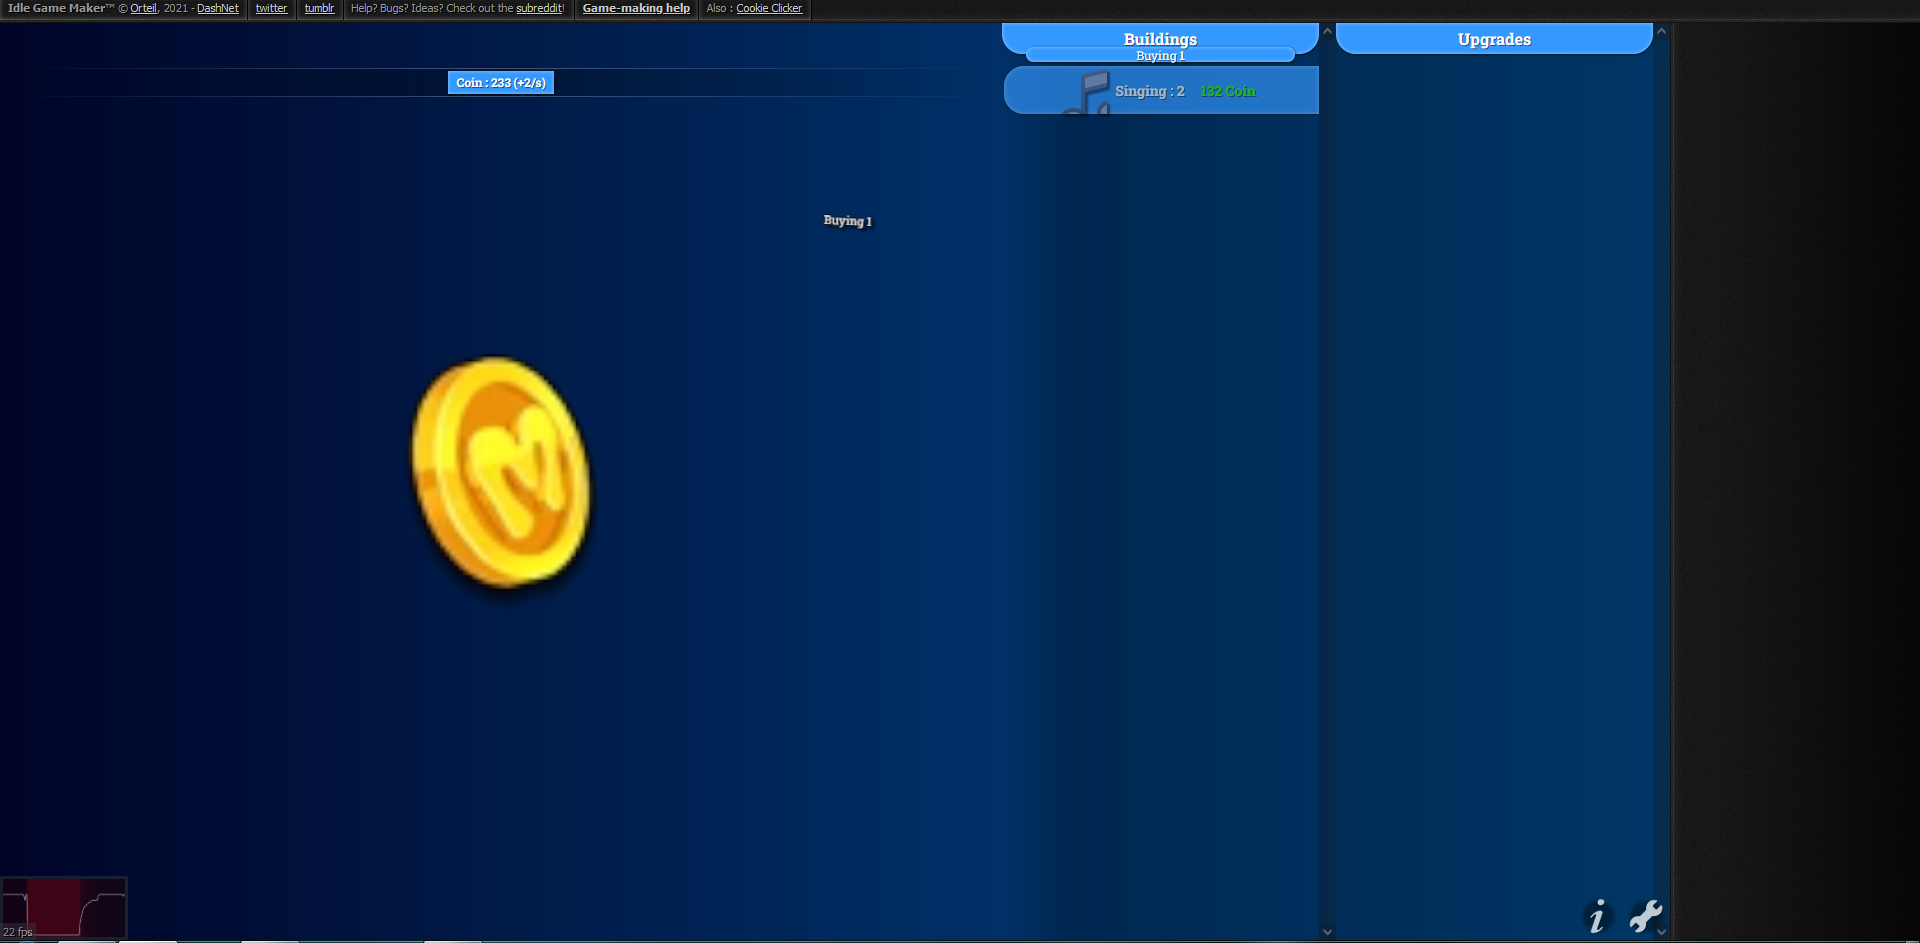 Idle Game Maker™ © Orteil, 2021 - DashNet twitter tumblr Help? Bugs? Ideas? Check out the subreddit! Game-making help Also : Cookie Clicker
Buildings
Buying 1
Upgrades
Coin : 233 (+2/s)
Singing : 2 132 Coin
Buying 1
22 fps